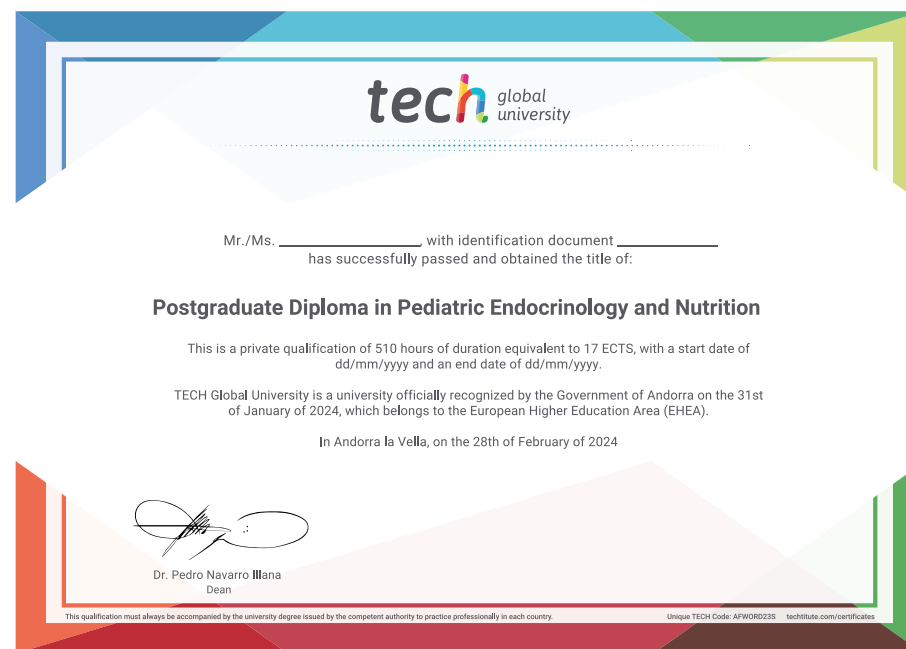 tech global university
Mr./Ms. ____________________, with identification document ______________
has successfully passed and obtained the title of:
Postgraduate Diploma in Pediatric Endocrinology and Nutrition
This is a private qualification of 510 hours of duration equivalent to 17 ECTS, with a start date of
dd/mm/yyyy and an end date of dd/mm/yyyy.
TECH Global University is a university officially recognized by the Government of Andorra on the 31st
of January of 2024, which belongs to the European Higher Education Area (EHEA).
In Andorra la Vella, on the 28th of February of 2024
Dr. Pedro Navarro Illana
Dean
This qualification must always be accompanied by the university degree issued by the competent authority to practice professionally in each country.
Unique TECH Code: AFWORD23S techtitute.com/certificates